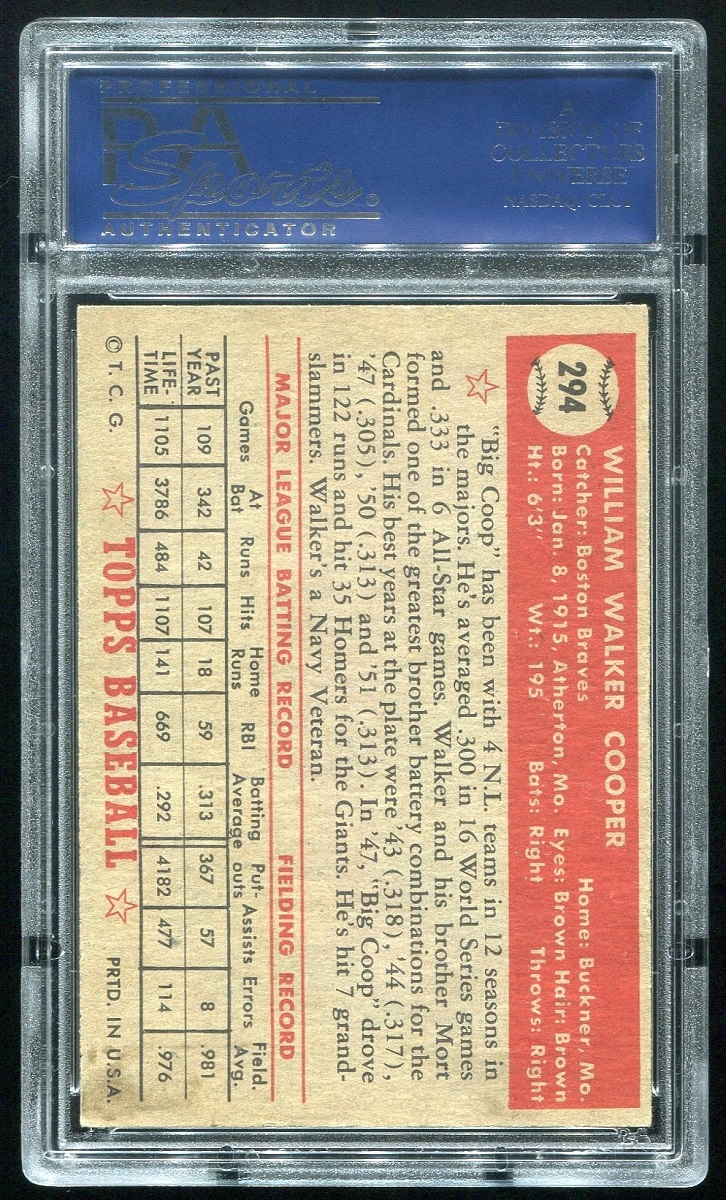 PROFESSIONAL
PSA
Sports®
AUTHENTICATOR
A
DIVISION OF
COLLECTORS
UNIVERSE
NASDAQ: CLCT
294
WILLIAM WALKER COOPER
Catcher: Boston Braves Home: Buckner, Mo.
Born: Jan. 8, 1915, Atherton, Mo. Eyes: Brown Hair: Brown
Ht.: 6'3" Wt.: 195 Bats: Right Throws: Right
"Big Coop" has been with 4 N.L. teams in 12 seasons in
the majors. He's averaged .300 in 16 World Series games
and .333 in 6 All-Star games. Walker and his brother Mort
formed one of the greatest brother battery combinations for the
Cardinals. His best years at the plate were '43 (.318), '44 (.317),
'47 (.305), '50 (.313) and '51 (.313). In '47, "Big Coop" drove
in 122 runs and hit 35 Homers for the Giants. He's hit 7 grand-
slammers. Walker's a Navy Veteran.
MAJOR LEAGUE BATTING RECORD FIELDING RECORD
Games At Bat Runs Hits Home Runs RBI Batting Average Put-outs Assists Errors Field. Avg.
PAST YEAR 109 342 42 107 18 59 .313 367 57 8 .981
LIFE-TIME 1105 3786 484 1107 141 669 .292 4182 477 114 .976
© T. C. G. TOPPS BASEBALL PRTD. IN U.S.A.
PSA